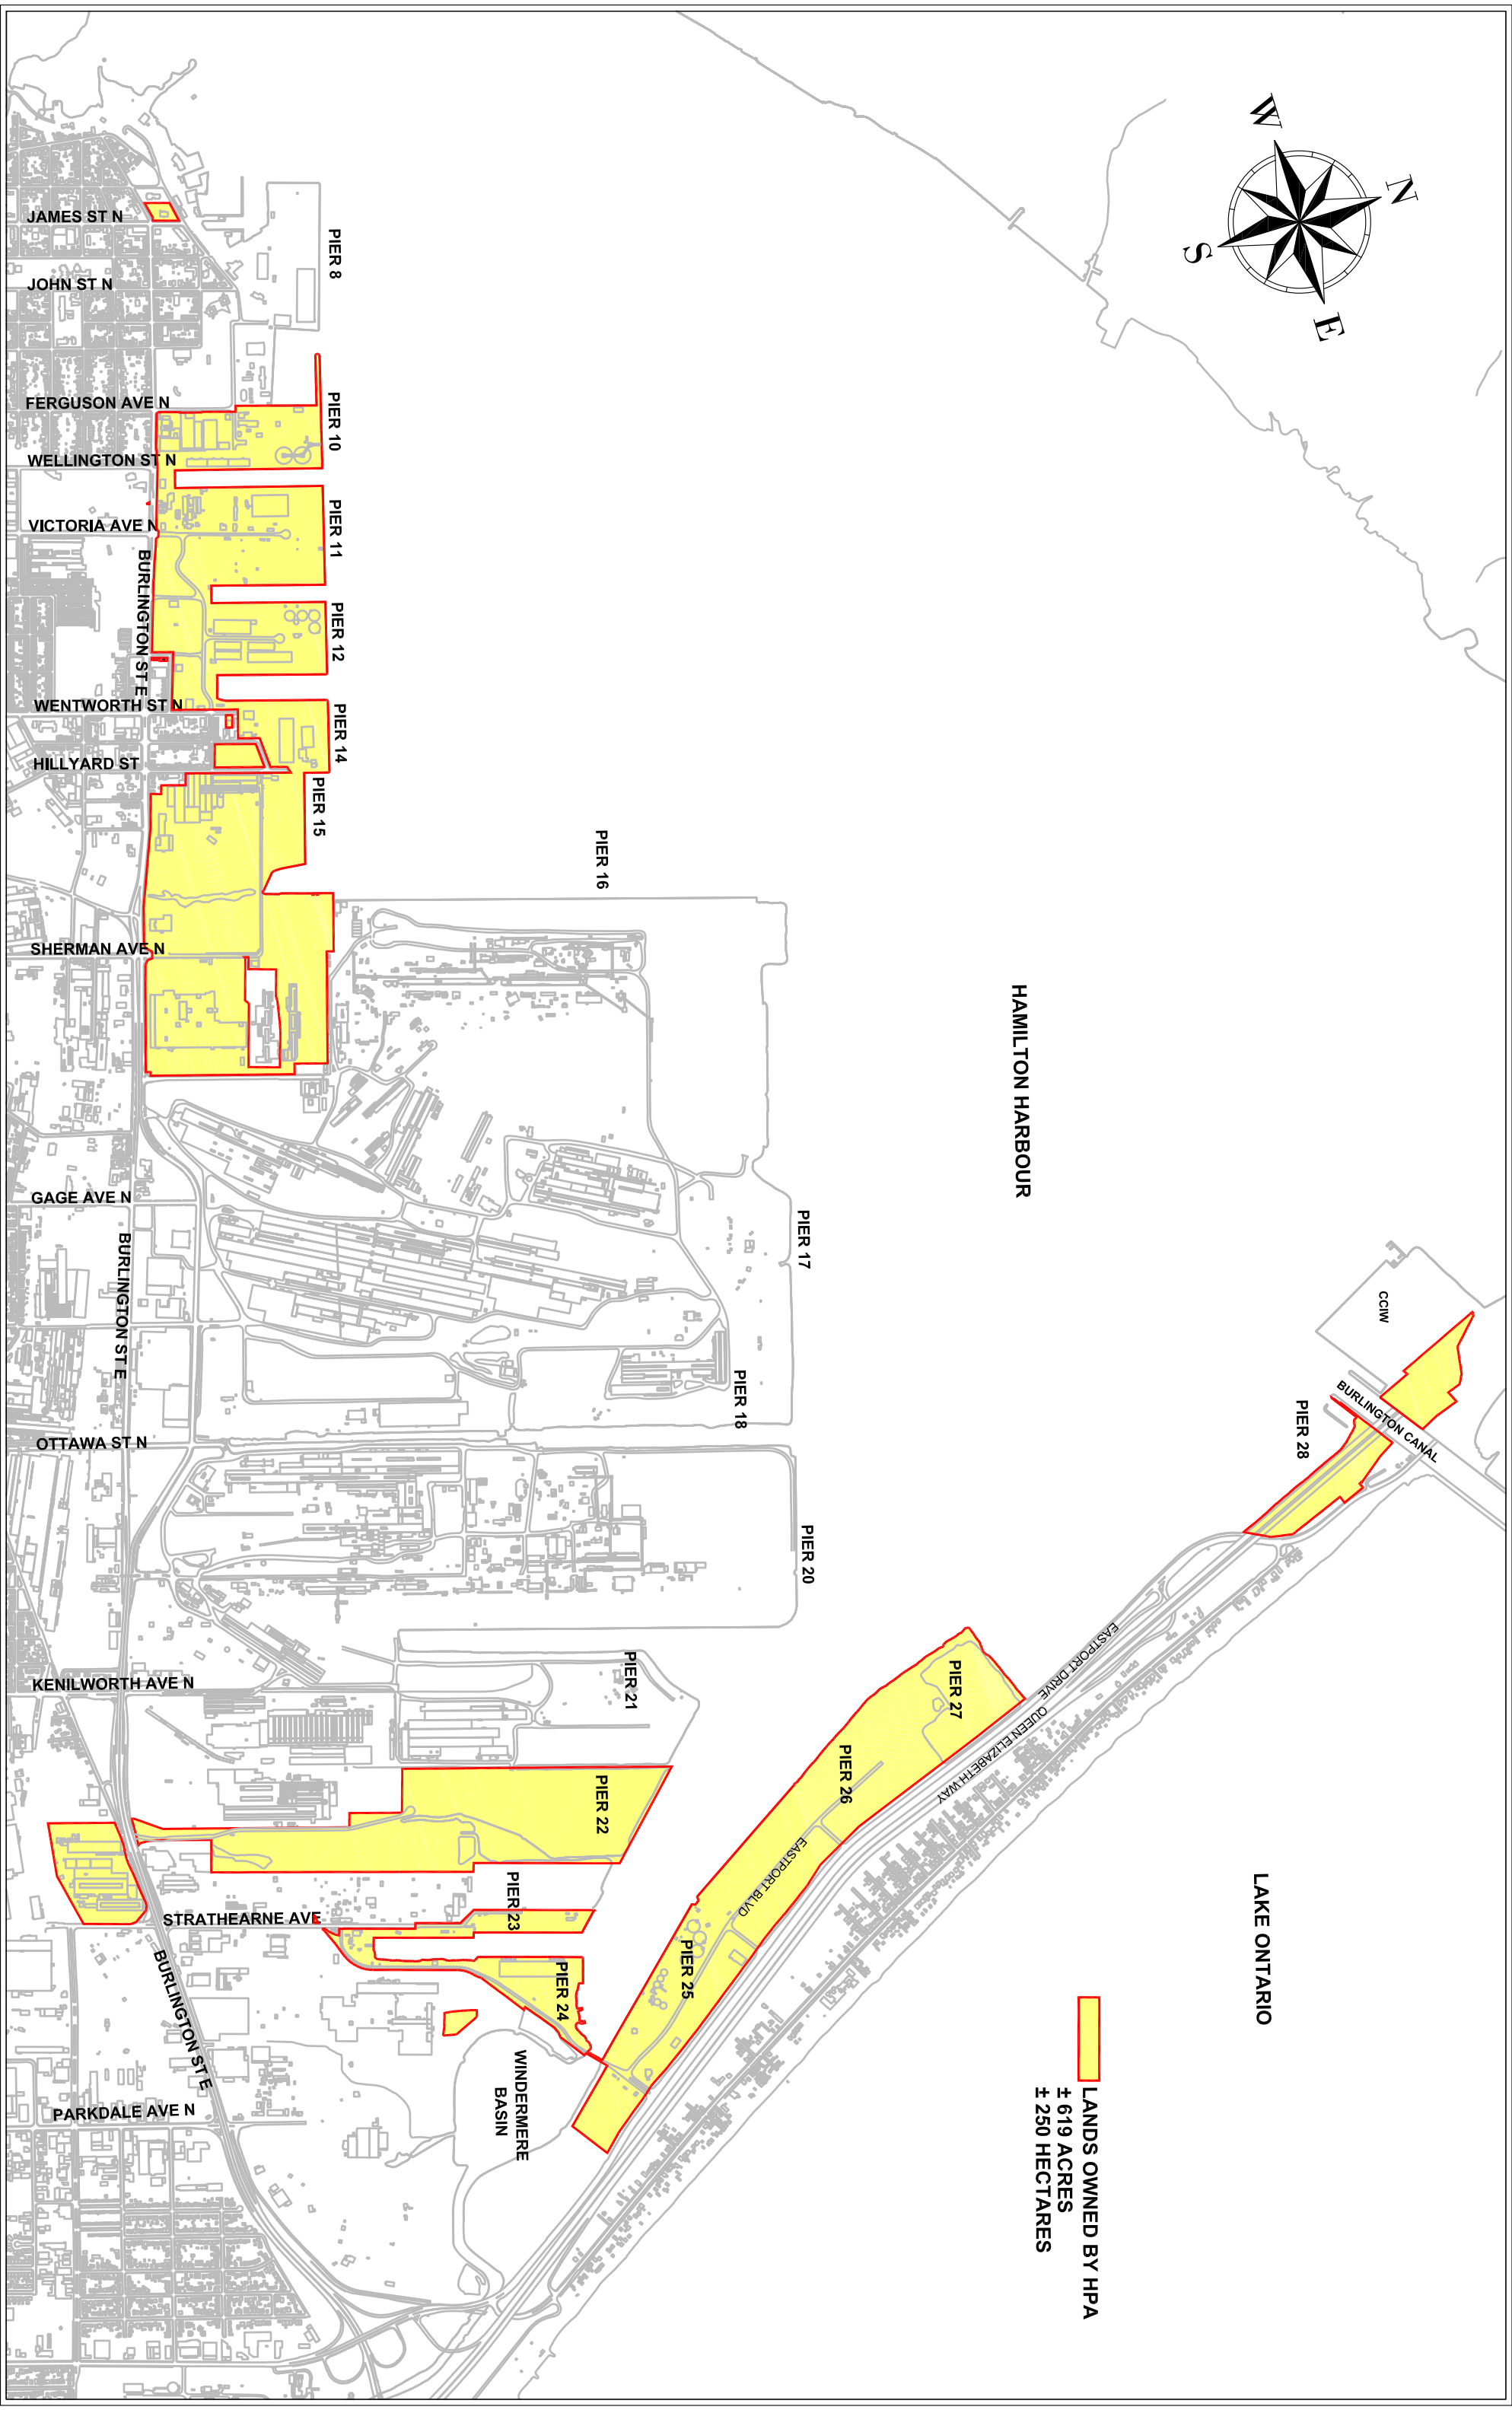 W
N
S
E
HAMILTON HARBOUR
LAKE ONTARIO
CCIW
BURLINGTON CANAL
PIER 28
EASTPORT DRIVE
QUEEN ELIZABETH WAY
PIER 27
PIER 26
EASTPORT BLVD
PIER 25
LANDS OWNED BY HPA
± 619 ACRES
± 250 HECTARES
PIER 8
PIER 10
PIER 11
PIER 12
PIER 14
PIER 15
PIER 16
PIER 17
PIER 18
PIER 20
PIER 21
PIER 22
PIER 23
PIER 24
WINDERMERE
BASIN
JAMES ST N
JOHN ST N
FERGUSON AVE N
WELLINGTON ST N
VICTORIA AVE N
BURLINGTON ST E
WENTWORTH ST N
HILLYARD ST
SHERMAN AVE N
GAGE AVE N
BURLINGTON ST E
OTTAWA ST N
KENILWORTH AVE N
STRATHEARNE AVE
BURLINGTON ST E
PARKDALE AVE N